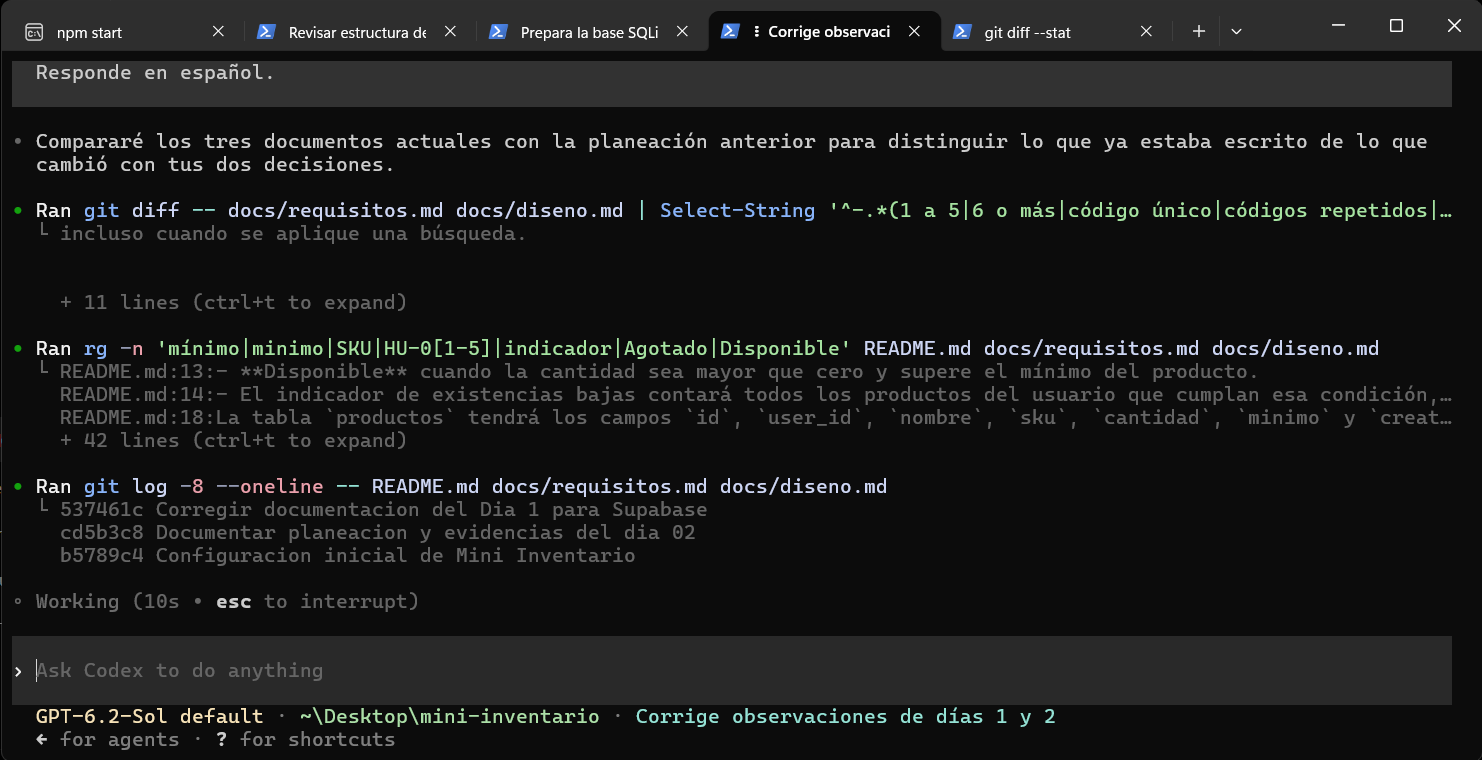 npm start
Revisar estructura de
Prepara la base SQLi
⠇ Corrige observaci
git diff --stat
Responde en español.
• Compararé los tres documentos actuales con la planeación anterior para distinguir lo que ya estaba escrito de lo que
cambió con tus dos decisiones.
• Ran git diff -- docs/requisitos.md docs/diseno.md | Select-String '^-.*(1 a 5|6 o más|código único|códigos repetidos|…
└ incluso cuando se aplique una búsqueda.
+ 11 lines (ctrl+t to expand)
• Ran rg -n 'mínimo|minimo|SKU|HU-0[1-5]|indicador|Agotado|Disponible' README.md docs/requisitos.md docs/diseno.md
└ README.md:13:- **Disponible** cuando la cantidad sea mayor que cero y supere el mínimo del producto.
README.md:14:- El indicador de existencias bajas contará todos los productos del usuario que cumplan esa condición,…
README.md:18:La tabla `productos` tendrá los campos `id`, `user_id`, `nombre`, `sku`, `cantidad`, `minimo` y `creat…
+ 42 lines (ctrl+t to expand)
• Ran git log -8 --oneline -- README.md docs/requisitos.md docs/diseno.md
└ 537461c Corregir documentacion del Dia 1 para Supabase
cd5b3c8 Documentar planeacion y evidencias del dia 02
b5789c4 Configuracion inicial de Mini Inventario
◦ Working (10s • esc to interrupt)
› Ask Codex to do anything
GPT-6.2-Sol default · ~\Desktop\mini-inventario · Corrige observaciones de días 1 y 2
← for agents · ? for shortcuts